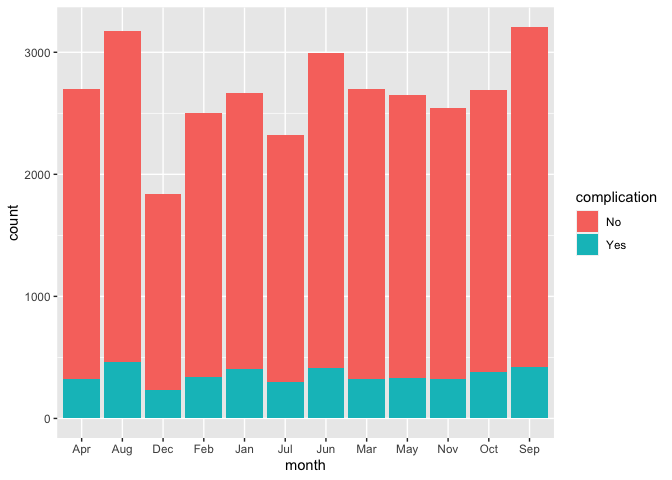 3000
2000
1000
0
count
Apr Aug Dec Feb Jan Jul Jun Mar May Nov Oct Sep
month
complication
No
Yes